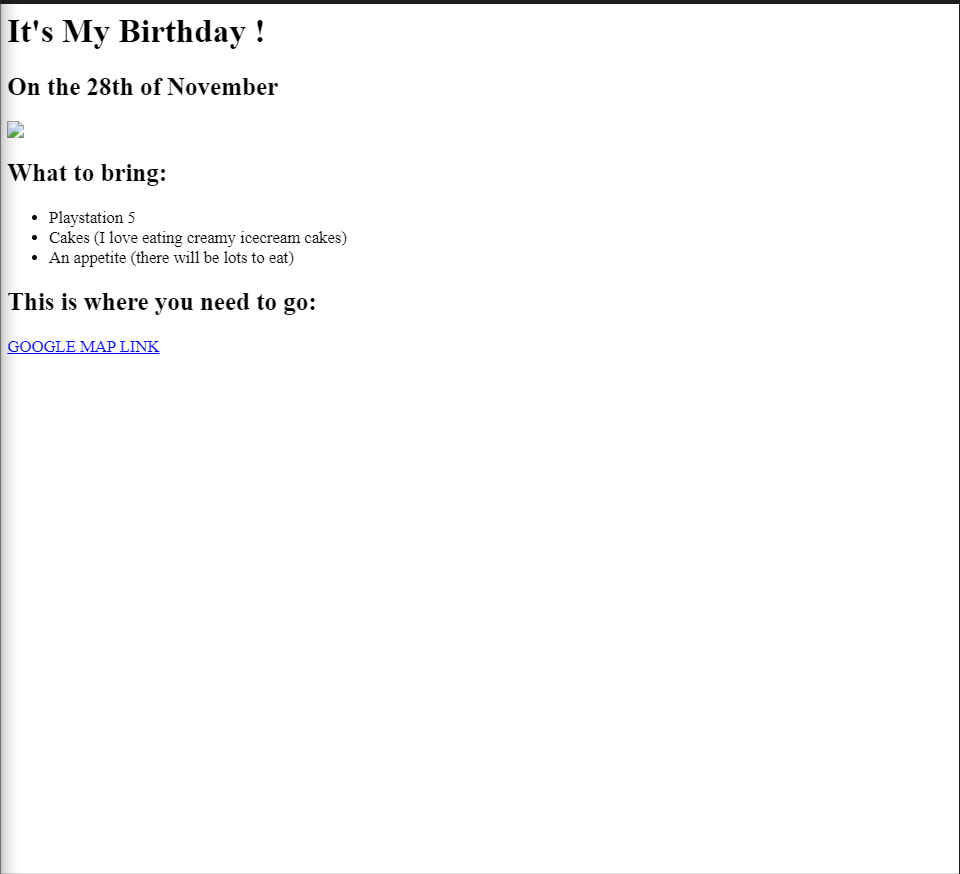 It's My Birthday !
On the 28th of November
What to bring:
Playstation 5
Cakes (I love eating creamy icecream cakes)
An appetite (there will be lots to eat)
This is where you need to go:
GOOGLE MAP LINK